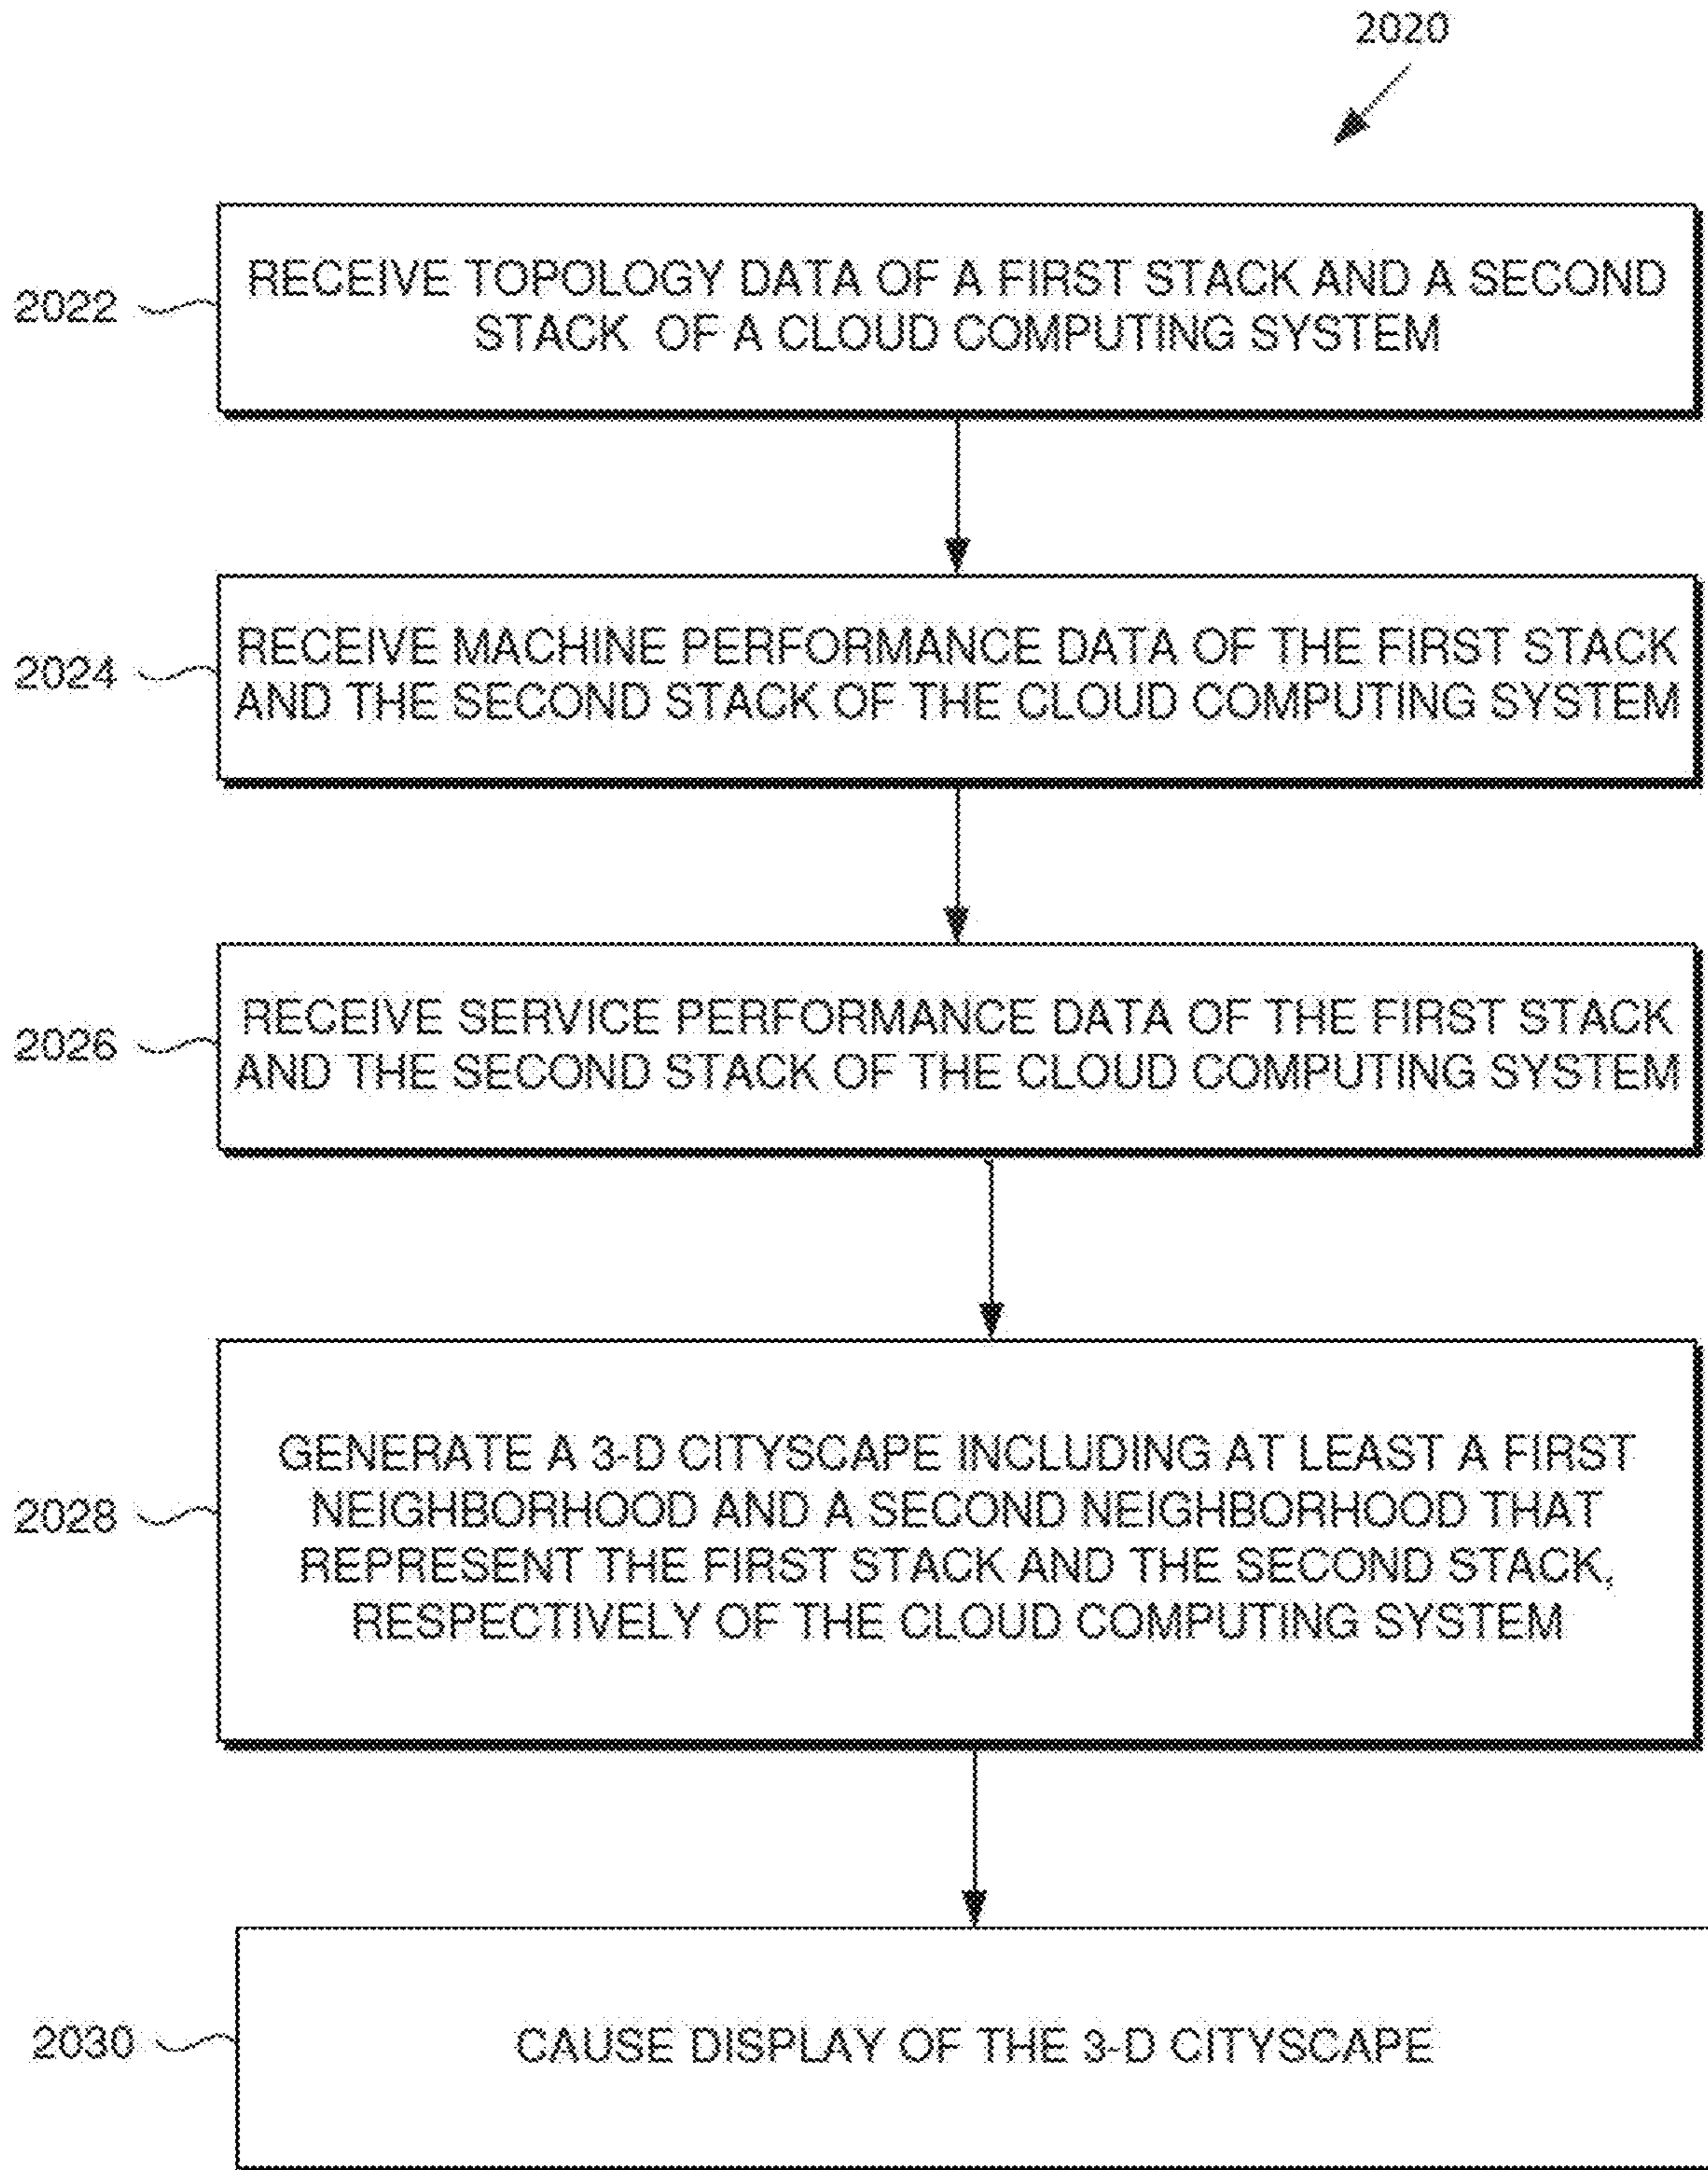 2020
2022
RECEIVE TOPOLOGY DATA OF A FIRST STACK AND A SECOND
STACK OF A CLOUD COMPUTING SYSTEM
2024
RECEIVE MACHINE PERFORMANCE DATA OF THE FIRST STACK
AND THE SECOND STACK OF THE CLOUD COMPUTING SYSTEM
2026
RECEIVE SERVICE PERFORMANCE DATA OF THE FIRST STACK
AND THE SECOND STACK OF THE CLOUD COMPUTING SYSTEM
2028
GENERATE A 3-D CITYSCAPE INCLUDING AT LEAST A FIRST
NEIGHBORHOOD AND A SECOND NEIGHBORHOOD THAT
REPRESENT THE FIRST STACK AND THE SECOND STACK,
RESPECTIVELY OF THE CLOUD COMPUTING SYSTEM
2030
CAUSE DISPLAY OF THE 3-D CITYSCAPE